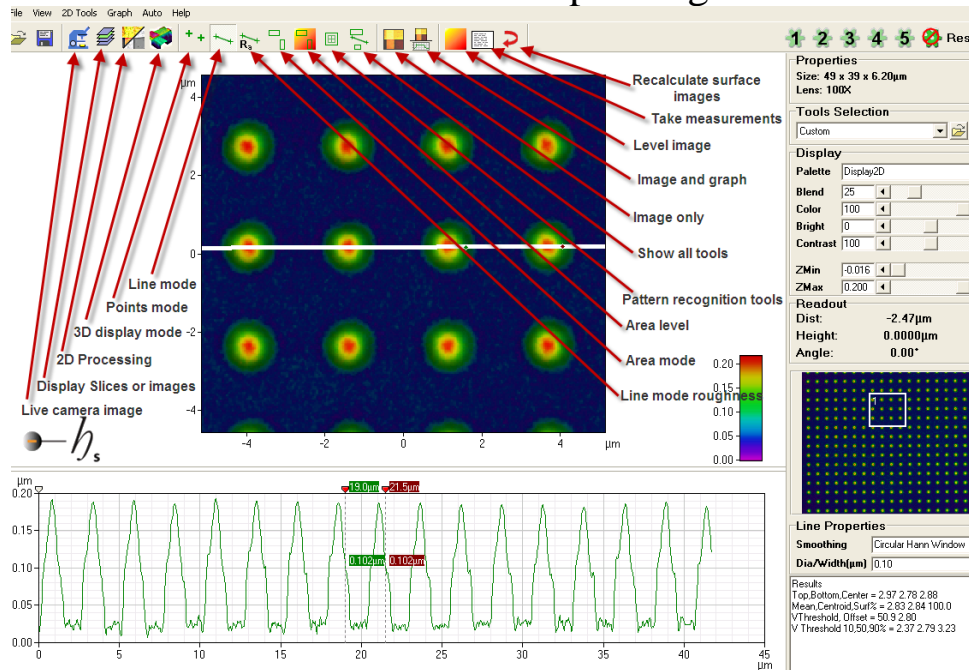 File View 2D Tools Graph Auto Help
Ra
1 2 3 4 5
Properties
Size: 49 x 39 x 6.20µm
Lens: 100X
Tools Selection
Custom
Display
Palette Display2D
Blend 25
Color 100
Bright 0
Contrast 100
ZMin -0.016
ZMax 0.200
Readout
Dist: -2.47µm
Height: 0.0000µm
Angle: 0.00°
1
Line Properties
Smoothing Circular Hann Window
Dia/Width(µm) 0.10
Results
Top,Bottom,Center = 2.97 2.78 2.88
Mean,Centroid,Surf% = 2.83 2.84 100.0
VThreshold, Offset = 50.9 2.80
V Threshold 10,50,90% = 2.37 2.79 3.23
Recalculate surface
images
Take measurements
Level image
Image and graph
Image only
Show all tools
Pattern recognition tools
Area level
Area mode
Line mode roughness
Line mode
Points mode
3D display mode
2D Processing
Display Slices or images
Live camera image
hs
µm
4
2
0
-2
-4
-4 -2 0 2 4 µm
0.20
0.15
0.10
0.05
0.00
µm
0.20
0.15
0.10
0.05
0.00
19.0µm 21.5µm
0.102µm 0.102µm
0 5 10 15 20 25 30 35 40 45
µm